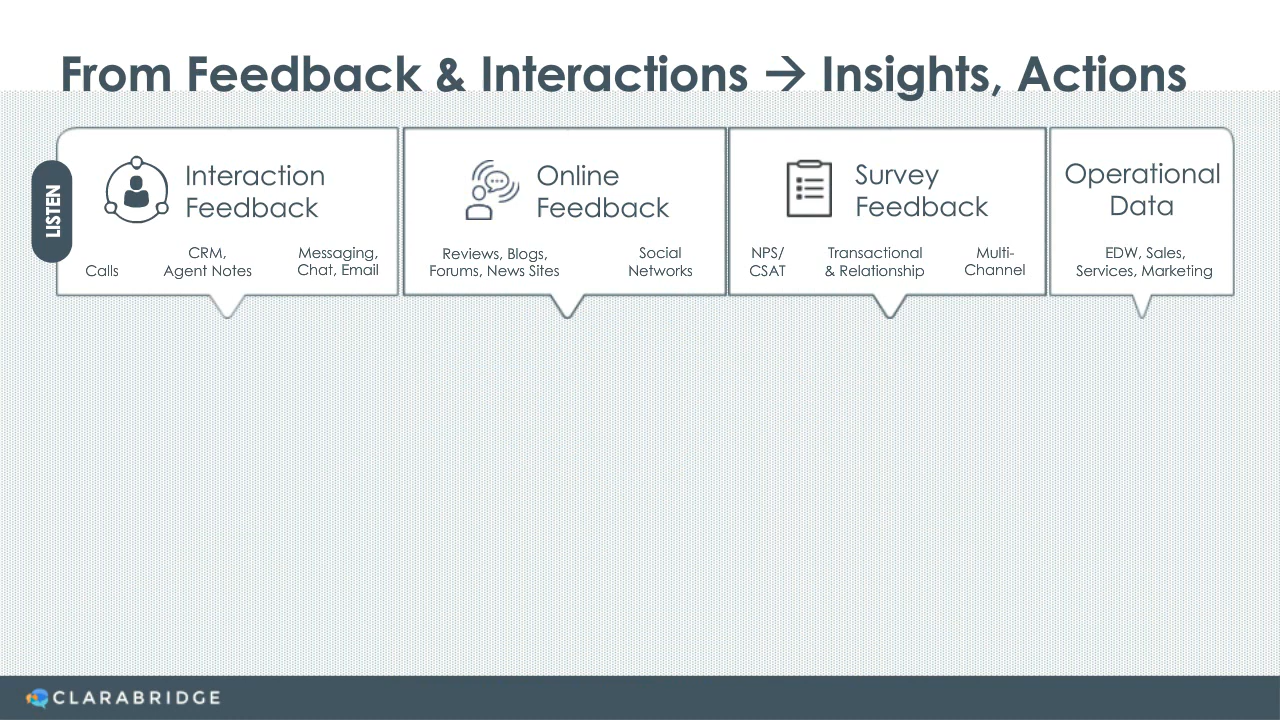 From Feedback & Interactions → Insights, Actions
LISTEN
Interaction
Feedback
Calls
CRM,
Agent Notes
Messaging,
Chat, Email
Online
Feedback
Reviews, Blogs,
Forums, News Sites
Social
Networks
Survey
Feedback
NPS/
CSAT
Transactional
& Relationship
Multi-
Channel
Operational
Data
EDW, Sales,
Services, Marketing
CLARABRIDGE